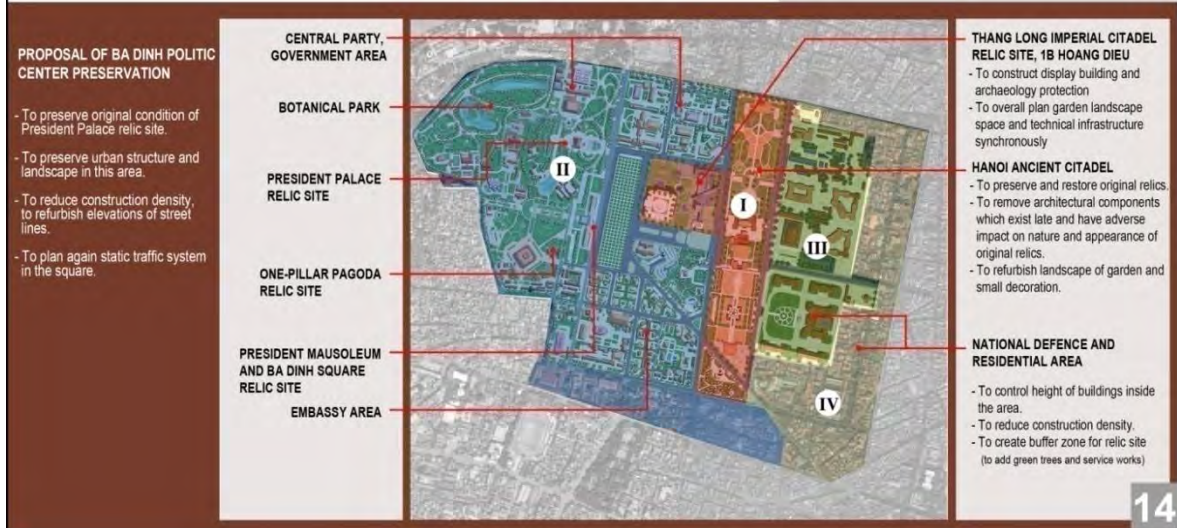 PROPOSAL OF BA DINH POLITIC
CENTER PRESERVATION
- To preserve original condition of
President Palace relic site.
- To preserve urban structure and
landscape in this area.
- To reduce construction density,
to refurbish elevations of street
lines.
- To plan again static traffic system
in the square.
CENTRAL PARTY,
GOVERNMENT AREA
BOTANICAL PARK
PRESIDENT PALACE
RELIC SITE
ONE-PILLAR PAGODA
RELIC SITE
PRESIDENT MAUSOLEUM
AND BA DINH SQUARE
RELIC SITE
EMBASSY AREA
II
I
III
IV
THANG LONG IMPERIAL CITADEL
RELIC SITE, 1B HOANG DIEU
- To construct display building and
archaeology protection
- To overall plan garden landscape
space and technical infrastructure
synchronously
HANOI ANCIENT CITADEL
- To preserve and restore original relics.
- To remove architectural components
which exist late and have adverse
impact on nature and appearance of
original relics.
- To refurbish landscape of garden and
small decoration.
NATIONAL DEFENCE AND
RESIDENTIAL AREA
- To control height of buildings inside
the area.
- To reduce construction density.
- To create buffer zone for relic site
(to add green trees and service works)
14